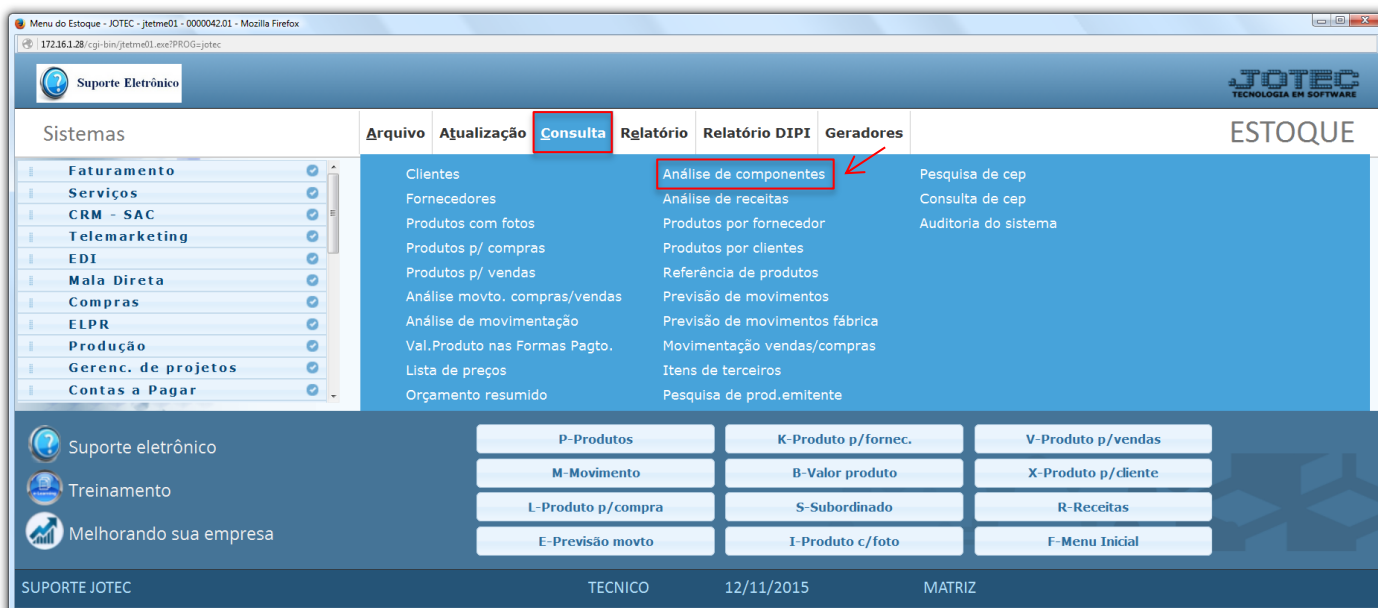 Menu do Estoque - JOTEC - jtetme01 - 0000042.01 - Mozilla Firefox
172.16.1.28/cgi-bin/jtetme01.exe?PROG=jotec
Suporte Eletrônico
JOTEC
TECNOLOGIA EM SOFTWARE
Sistemas
Arquivo Atualização Consulta Relatório Relatório DIPI Geradores
ESTOQUE
Faturamento
Serviços
CRM - SAC
Telemarketing
EDI
Mala Direta
Compras
ELPR
Produção
Gerenc. de projetos
Contas a Pagar
Clientes
Fornecedores
Produtos com fotos
Produtos p/ compras
Produtos p/ vendas
Análise movto. compras/vendas
Análise de movimentação
Val.Produto nas Formas Pagto.
Lista de preços
Orçamento resumido
Análise de componentes
Análise de receitas
Produtos por fornecedor
Produtos por clientes
Referência de produtos
Previsão de movimentos
Previsão de movimentos fábrica
Movimentação vendas/compras
Itens de terceiros
Pesquisa de prod.emitente
Pesquisa de cep
Consulta de cep
Auditoria do sistema
Suporte eletrônico
Treinamento
Melhorando sua empresa
P-Produtos K-Produto p/fornec. V-Produto p/vendas
M-Movimento B-Valor produto X-Produto p/cliente
L-Produto p/compra S-Subordinado R-Receitas
E-Previsão movto I-Produto c/foto F-Menu Inicial
SUPORTE JOTEC TECNICO 12/11/2015 MATRIZ